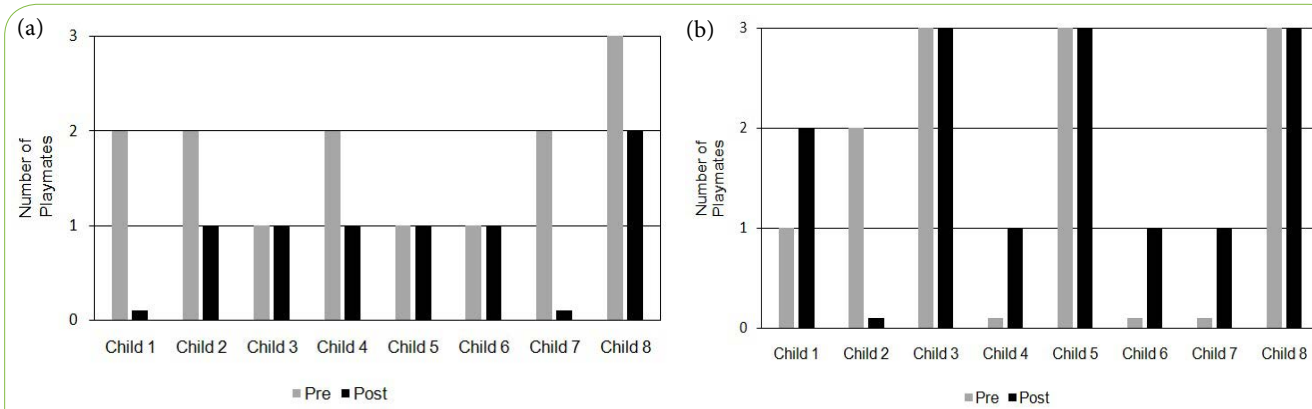 (a)
3
2
1
0
Number of
Playmates
Child 1 Child 2 Child 3 Child 4 Child 5 Child 6 Child 7 Child 8
Pre Post
(b)
3
2
1
0
Number of
Playmates
Child 1 Child 2 Child 3 Child 4 Child 5 Child 6 Child 7 Child 8
Pre Post